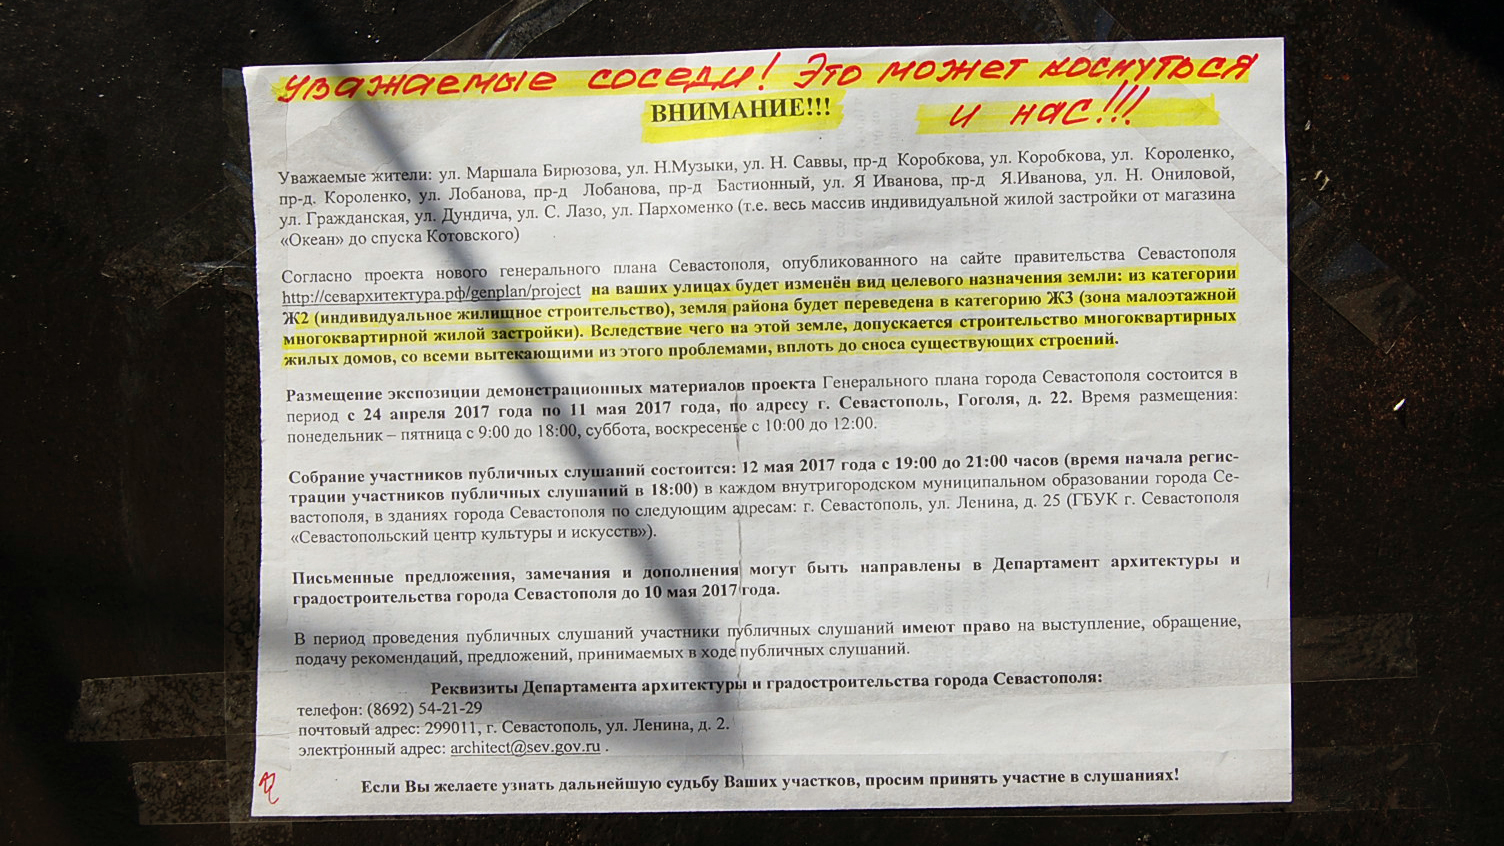 Уважаемые соседи! Это может коснуться
ВНИМАНИЕ!!!
и нас!!!
Уважаемые жители: ул. Маршала Бирюзова, ул. Н.Музыки, ул. Н. Саввы, пр-д Коробкова, ул. Коробкова, ул. Короленко,
пр-д. Короленко, ул. Лобанова, пр-д Лобанова, пр-д Бастионный, ул. Я Иванова, пр-д Я.Иванова, ул. Н. Ониловой,
ул. Гражданская, ул. Дундича, ул. С. Лазо, ул. Пархоменко (т.е. весь массив индивидуальной жилой застройки от магазина
«Океан» до спуска Котовского)
Согласно проекта нового генерального плана Севастополя, опубликованного на сайте правительства Севастополя
http://севархитектура.рф/genplan/project на ваших улицах будет изменён вид целевого назначения земли: из категории
Ж2 (индивидуальное жилищное строительство), земля района будет переведена в категорию Ж3 (зона малоэтажной
многоквартирной жилой застройки). Вследствие чего на этой земле, допускается строительство многоквартирных
жилых домов, со всеми вытекающими из этого проблемами, вплоть до сноса существующих строений.
Размещение экспозиции демонстрационных материалов проекта Генерального плана города Севастополя состоится в
период с 24 апреля 2017 года по 11 мая 2017 года, по адресу г. Севастополь, Гоголя, д. 22. Время размещения:
понедельник – пятница с 9:00 до 18:00, суббота, воскресенье с 10:00 до 12:00.
Собрание участников публичных слушаний состоится: 12 мая 2017 года с 19:00 до 21:00 часов (время начала регис-
трации участников публичных слушаний в 18:00) в каждом внутригородском муниципальном образовании города Се-
вастополя, в зданиях города Севастополя по следующим адресам: г. Севастополь, ул. Ленина, д. 25 (ГБУК г. Севастополя
«Севастопольский центр культуры и искусств»).
Письменные предложения, замечания и дополнения могут быть направлены в Департамент архитектуры и
градостроительства города Севастополя до 10 мая 2017 года.
В период проведения публичных слушаний участники публичных слушаний имеют право на выступление, обращение,
подачу рекомендаций, предложений, принимаемых в ходе публичных слушаний.
Реквизиты Департамента архитектуры и градостроительства города Севастополя:
телефон: (8692) 54-21-29
почтовый адрес: 299011, г. Севастополь, ул. Ленина, д. 2.
электронный адрес: architect@sev.gov.ru .
Если Вы желаете узнать дальнейшую судьбу Ваших участков, просим принять участие в слушаниях!